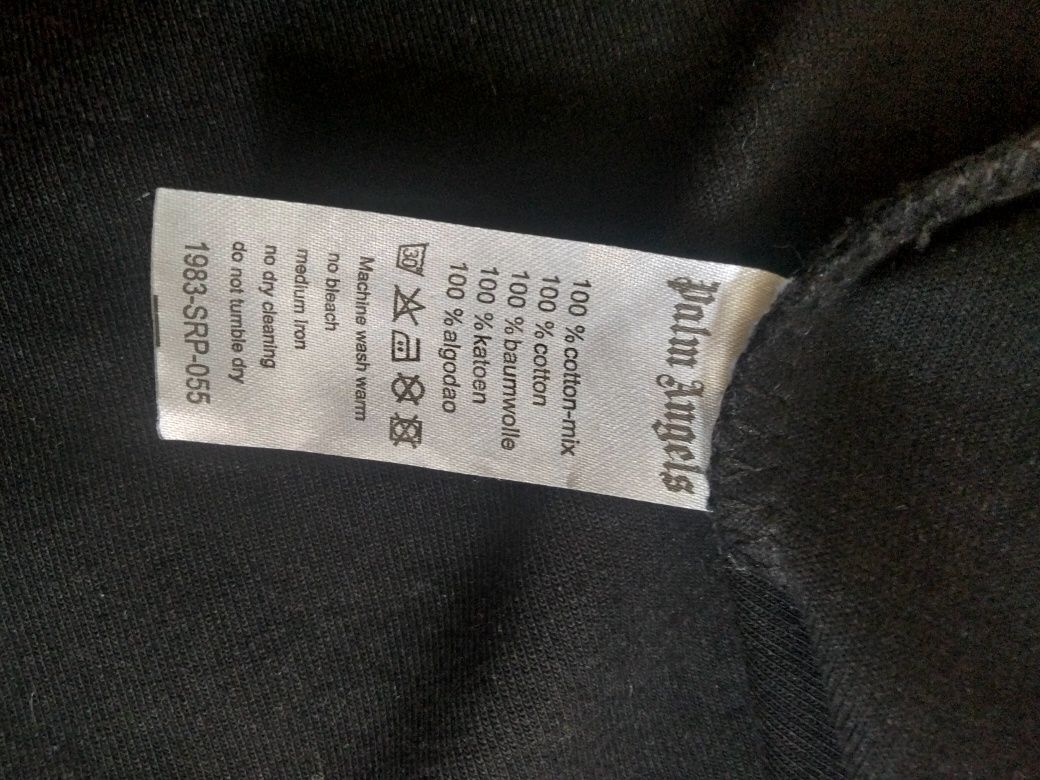 Palm Angels
100 % cotton-mix
100 % cotton
100 % baumwolle
100 % katoen
100 % algodao
30°
Machine wash warm
no bleach
medium iron
no dry cleaning
do not tumble dry
1983-SRP-055